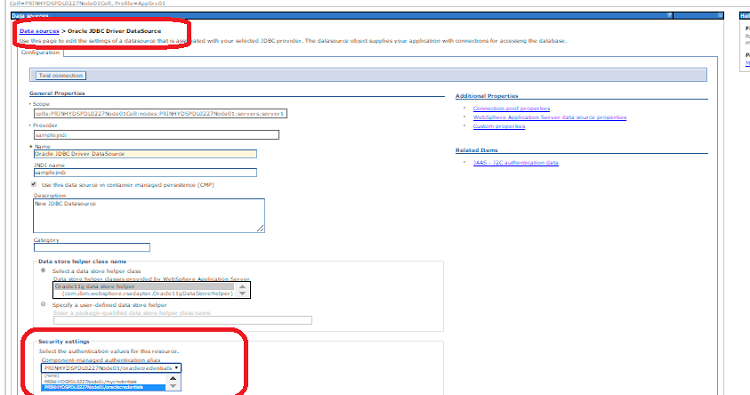 Cell=PRINHYDSPDL0227Node01Cell, Profile=AppSrv01
Data sources
Hel
Data sources > Oracle JDBC Driver DataSource
Use this page to edit the settings of a datasource that is associated with your selected JDBC provider. The datasource object supplies your application with connections for accessing the database.
Configuration
Test connection
General Properties
Scope
cells:PRINHYDSPDL0227Node01Cell:nodes:PRINHYDSPDL0227Node01:servers:server1
Provider
samplejndi
Name
Oracle JDBC Driver DataSource
JNDI name
samplejndi
Use this data source in container managed persistence (CMP)
Description
New JDBC Datasource
Category
Data store helper class name
Select a data store helper class
Data store helper classes provided by WebSphere Application Server
Oracle11g data store helper
(com.ibm.websphere.rsadapter.Oracle11gDataStoreHelper)
Specify a user-defined data store helper
Enter a package-qualified data store helper class name
Security settings
Select the authentication values for this resource.
Component-managed authentication alias
PRINHYDSPDL0227Node01/oraclecredentials
(none)
PRINHYDSPDL0227Node01/mycredentials
PRINHYDSPDL0227Node01/oraclecredentials
Additional Properties
Connection pool properties
WebSphere Application Server data source properties
Custom properties
Related Items
JAAS - J2C authentication data